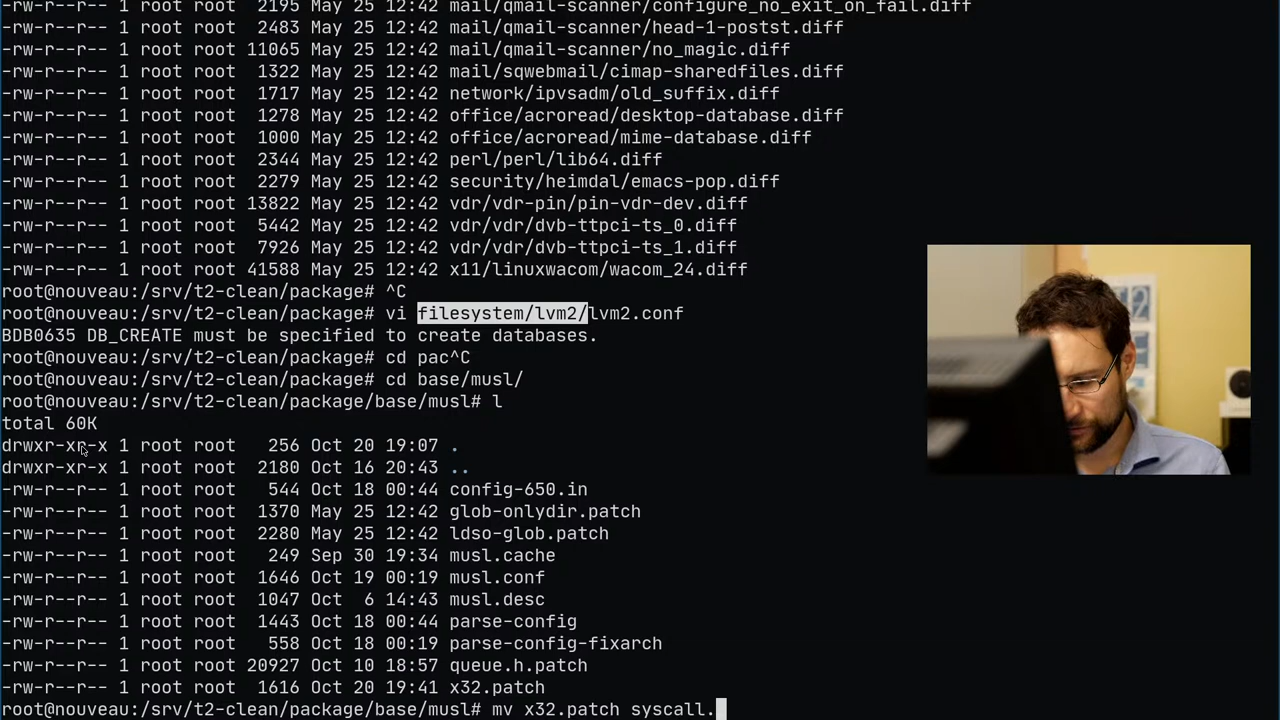 -rw-r--r-- 1 root root  2195 May 25 12:42 mail/qmail-scanner/configure_no_exit_on_fail.diff
-rw-r--r-- 1 root root  2483 May 25 12:42 mail/qmail-scanner/head-1-postst.diff
-rw-r--r-- 1 root root 11065 May 25 12:42 mail/qmail-scanner/no_magic.diff
-rw-r--r-- 1 root root  1322 May 25 12:42 mail/sqwebmail/cimap-sharedfiles.diff
-rw-r--r-- 1 root root  1717 May 25 12:42 network/ipvsadm/old_suffix.diff
-rw-r--r-- 1 root root  1278 May 25 12:42 office/acroread/desktop-database.diff
-rw-r--r-- 1 root root  1000 May 25 12:42 office/acroread/mime-database.diff
-rw-r--r-- 1 root root  2344 May 25 12:42 perl/perl/lib64.diff
-rw-r--r-- 1 root root  2279 May 25 12:42 security/heimdal/emacs-pop.diff
-rw-r--r-- 1 root root 13822 May 25 12:42 vdr/vdr-pin/pin-vdr-dev.diff
-rw-r--r-- 1 root root  5442 May 25 12:42 vdr/vdr/dvb-ttpci-ts_0.diff
-rw-r--r-- 1 root root  7926 May 25 12:42 vdr/vdr/dvb-ttpci-ts_1.diff
-rw-r--r-- 1 root root 41588 May 25 12:42 x11/linuxwacom/wacom_24.diff
root@nouveau:/srv/t2-clean/package# ^C
root@nouveau:/srv/t2-clean/package# vi filesystem/lvm2/lvm2.conf
BDB0635 DB_CREATE must be specified to create databases.
root@nouveau:/srv/t2-clean/package# cd pac^C
root@nouveau:/srv/t2-clean/package# cd base/musl/
root@nouveau:/srv/t2-clean/package/base/musl# l
total 60K
drwxr-xr-x 1 root root   256 Oct 20 19:07 .
drwxr-xr-x 1 root root  2180 Oct 16 20:43 ..
-rw-r--r-- 1 root root   544 Oct 18 00:44 config-650.in
-rw-r--r-- 1 root root  1370 May 25 12:42 glob-onlydir.patch
-rw-r--r-- 1 root root  2280 May 25 12:42 ldso-glob.patch
-rw-r--r-- 1 root root   249 Sep 30 19:34 musl.cache
-rw-r--r-- 1 root root  1646 Oct 19 00:19 musl.conf
-rw-r--r-- 1 root root  1047 Oct  6 14:43 musl.desc
-rw-r--r-- 1 root root  1443 Oct 18 00:44 parse-config
-rw-r--r-- 1 root root   558 Oct 18 00:19 parse-config-fixarch
-rw-r--r-- 1 root root 20927 Oct 10 18:57 queue.h.patch
-rw-r--r-- 1 root root  1616 Oct 20 19:41 x32.patch
root@nouveau:/srv/t2-clean/package/base/musl# mv x32.patch syscall.